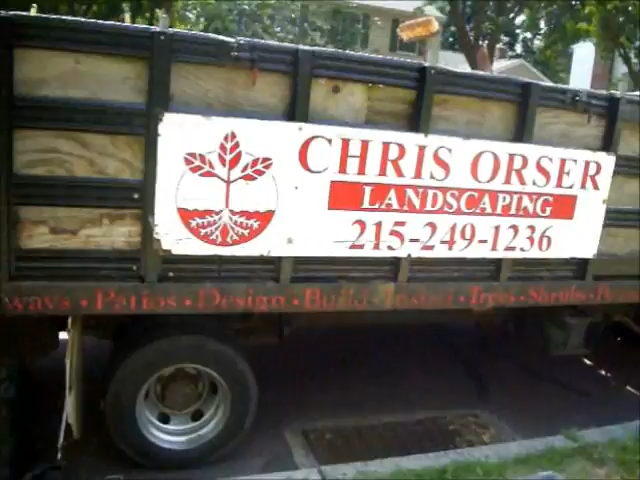 CHRIS ORSER
LANDSCAPING
215-249-1236
ways • Patios • Design • Build • Install • Trees • Shrubs